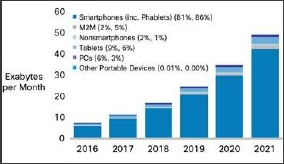 60
50
40
30
20
10
0
Exabytes
per Month
Smartphones (inc. Phablets) (81%, 86%)
M2M (2%, 5%)
Nonsmartphones (2%, 1%)
Tablets (9%, 6%)
PCs (6%, 3%)
Other Portable Devices (0.01%, 0.00%)
2016 2017 2018 2019 2020 2021